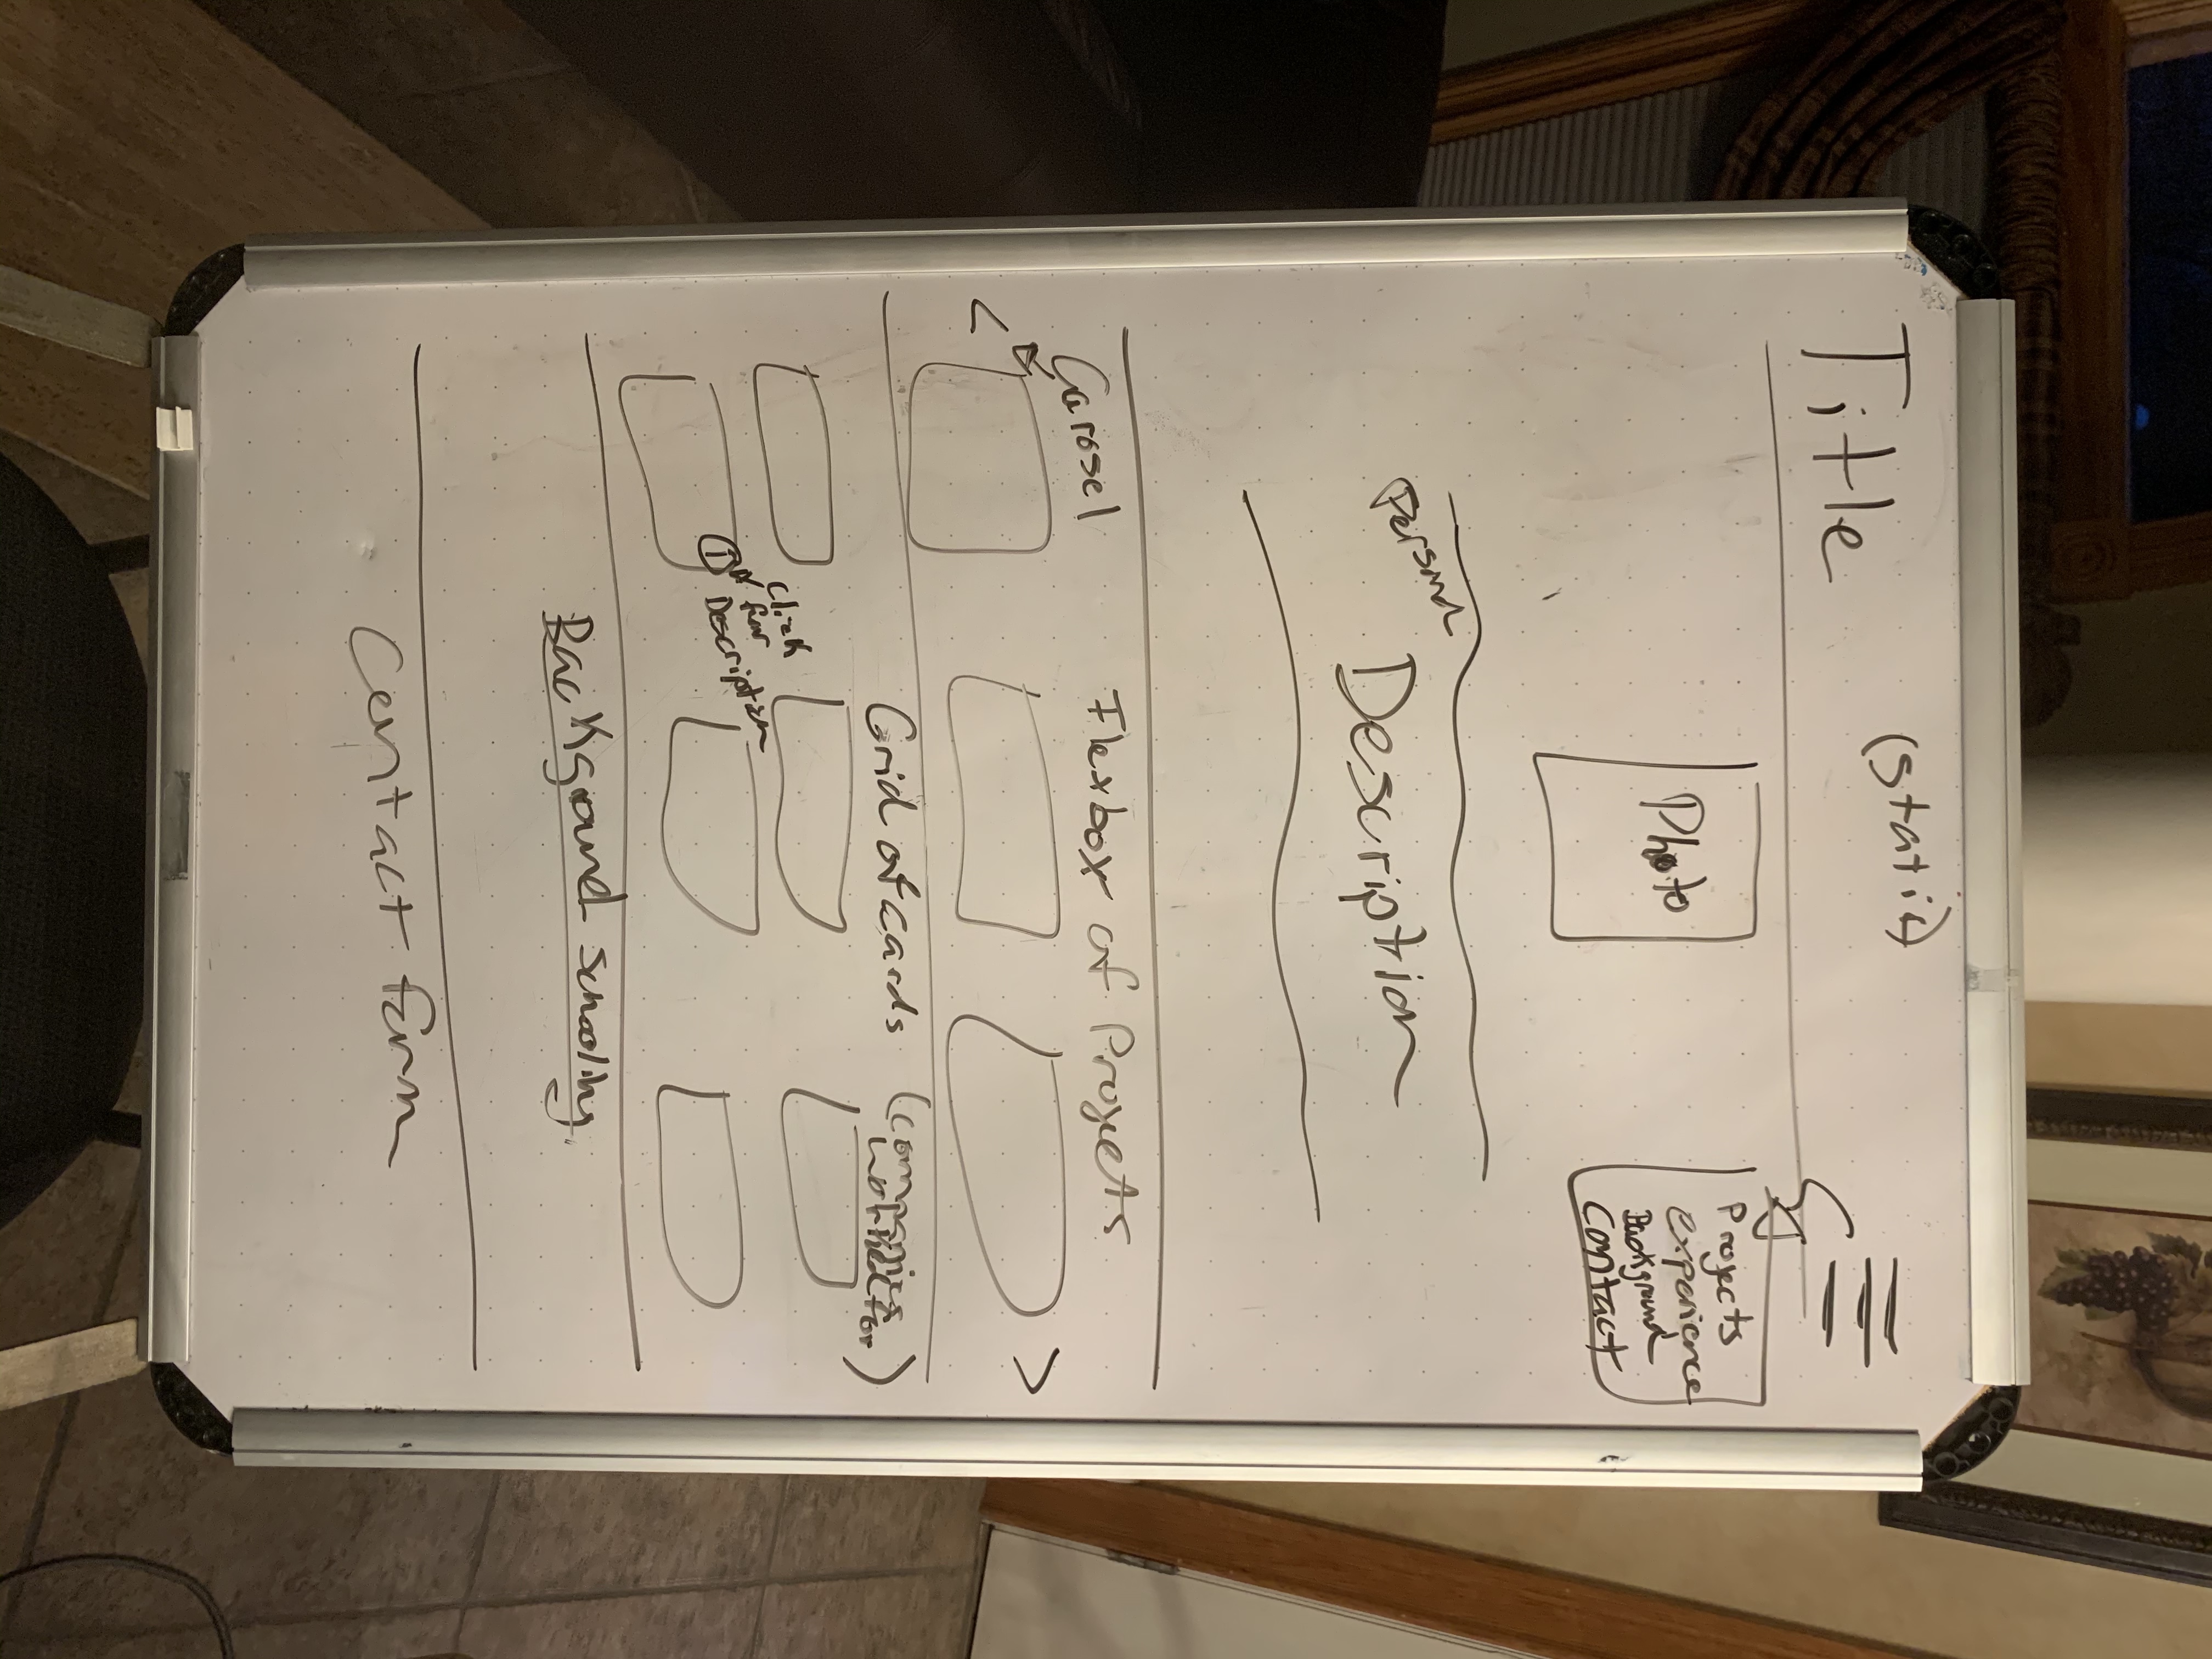 Title (static)
Photo
Projects
experience
Background
Contact
Personal
Description
Carosel Flexbox of Projects
< >
Grid of cards (Companies
worked for)
click
for
Description
i
Background schooling
Contact form